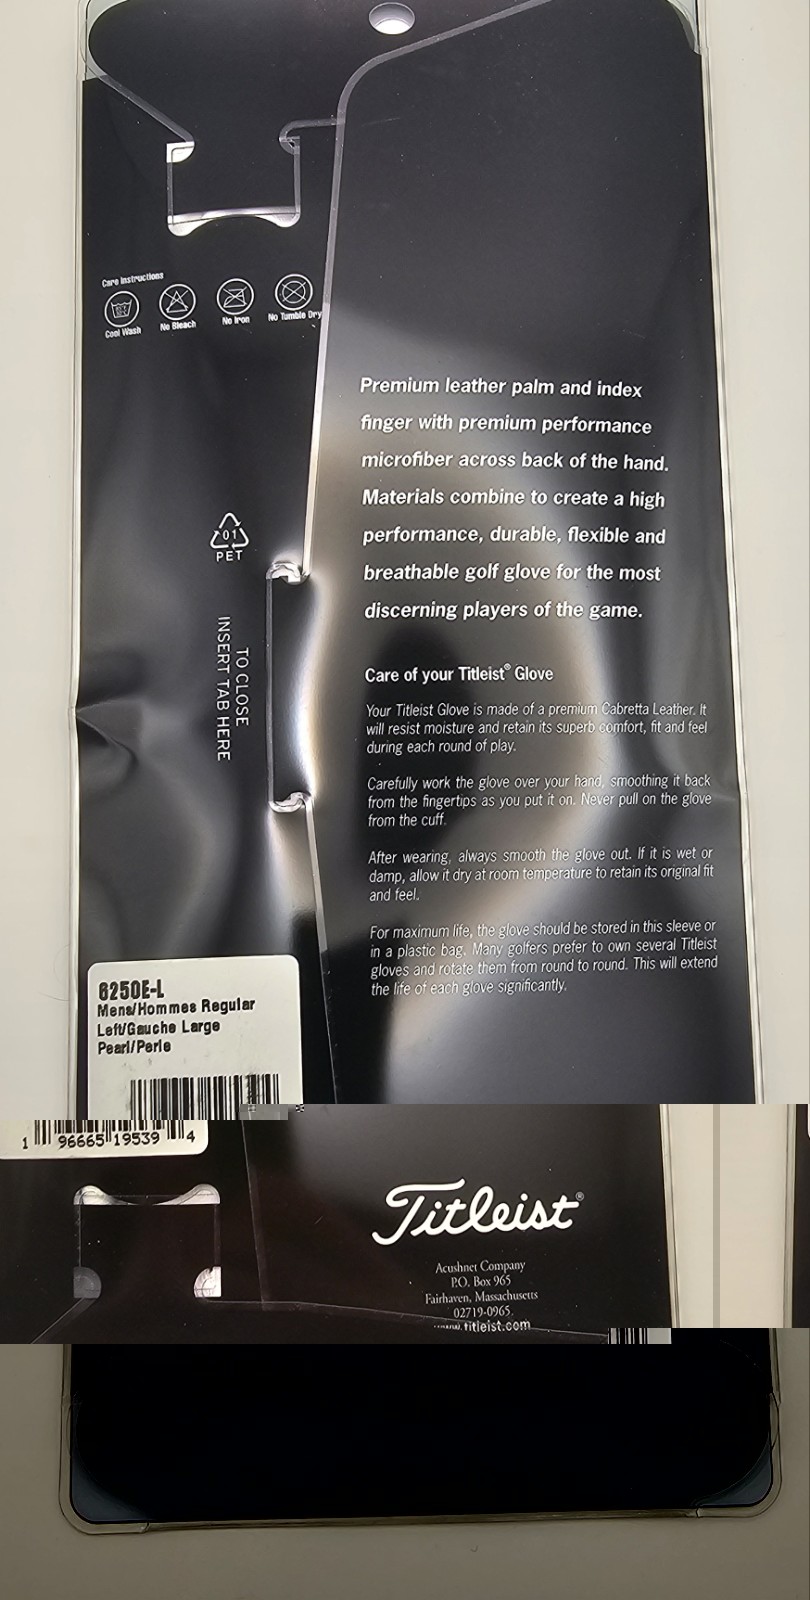 Care Instructions
Cool Wash
No Bleach
No Iron
No Tumble Dry
Premium leather palm and index
finger with premium performance
microfiber across back of the hand.
Materials combine to create a high
performance, durable, flexible and
breathable golf glove for the most
discerning players of the game.
01
PET
TO CLOSE
INSERT TAB HERE
Care of your Titleist® Glove
Your Titleist Glove is made of a premium Cabretta Leather. It
will resist moisture and retain its superb comfort, fit and feel
during each round of play.
Carefully work the glove over your hand, smoothing it back
from the fingertips as you put it on. Never pull on the glove
from the cuff.
After wearing, always smooth the glove out. If it is wet or
damp, allow it dry at room temperature to retain its original fit
and feel.
For maximum life, the glove should be stored in this sleeve or
in a plastic bag. Many golfers prefer to own several Titleist
gloves and rotate them from round to round. This will extend
the life of each glove significantly.
6250E-L
Mens/Hommes Regular
Left/Gauche Large
Pearl/Perle
1 96665 19539 4
Titleist®
Acushnet Company
P.O. Box 965
Fairhaven, Massachusetts
02719-0965
www.titleist.com